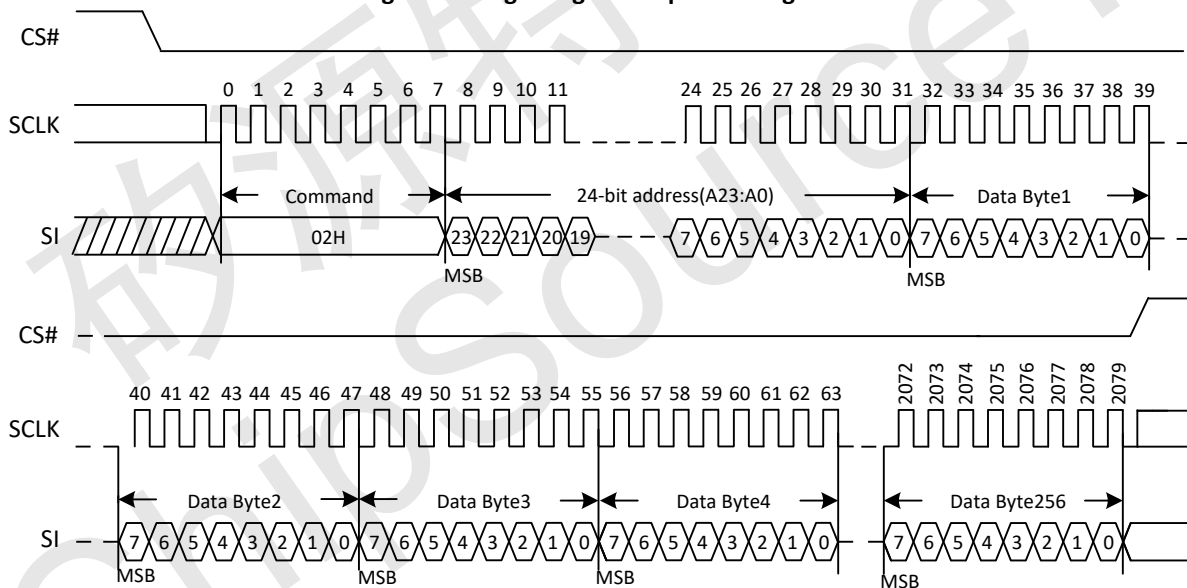 CS#
0 1 2 3 4 5 6 7 8 9 10 11 24 25 26 27 28 29 30 31 32 33 34 35 36 37 38 39
SCLK
Command 24-bit address(A23:A0) Data Byte1
SI 02H 23 22 21 20 19 7 6 5 4 3 2 1 0 7 6 5 4 3 2 1 0
MSB MSB
CS#
40 41 42 43 44 45 46 47 48 49 50 51 52 53 54 55 56 57 58 59 60 61 62 63 2072 2073 2074 2075 2076 2077 2078 2079
SCLK
Data Byte2 Data Byte3 Data Byte4 Data Byte256
SI 7 6 5 4 3 2 1 0 7 6 5 4 3 2 1 0 7 6 5 4 3 2 1 0 7 6 5 4 3 2 1 0
MSB MSB MSB MSB
矽源特
ChipSource